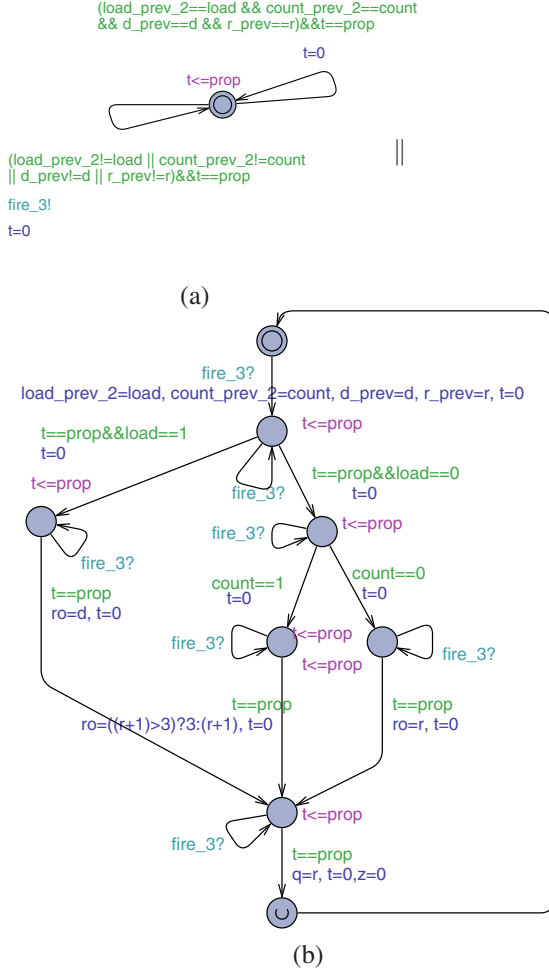 (load_prev_2==load && count_prev_2==count
&& d_prev==d && r_prev==r)&&t==prop
t=0
t<=prop
(load_prev_2!=load || count_prev_2!=count
|| d_prev!=d || r_prev!=r)&&t==prop
||
fire_3!
t=0
(a)
fire_3?
load_prev_2=load, count_prev_2=count, d_prev=d, r_prev=r, t=0
t<=prop
t==prop&&load==1
t=0
t<=prop
fire_3?
t==prop&&load==0
t=0
t<=prop
fire_3?
fire_3?
t==prop
ro=d, t=0
count==1
t=0
count==0
t=0
fire_3?
t<=prop
t<=prop
fire_3?
t==prop
ro=((r+1)>3)?3:(r+1), t=0
t==prop
ro=r, t=0
t<=prop
fire_3?
t==prop
q=r, t=0,z=0
(b)